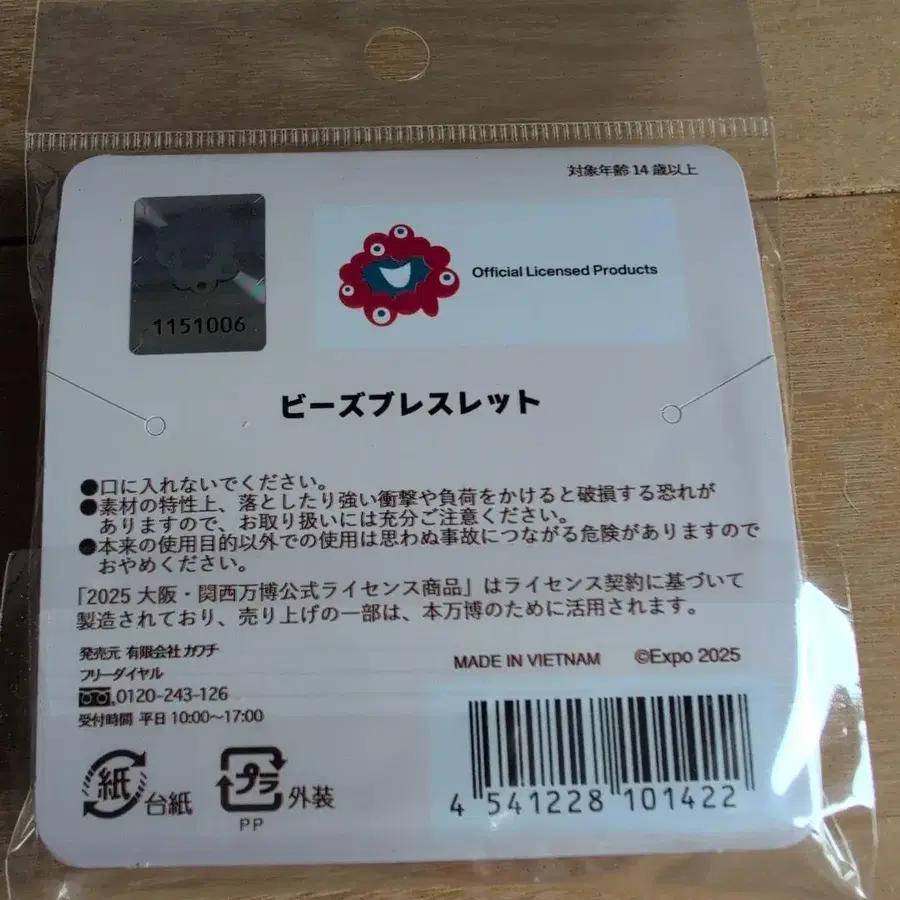 対象年齢 14 歳以上
1151006
Official Licensed Products
ビーズブレスレット
●口に入れないでください。
●素材の特性上、落としたり強い衝撃や負荷をかけると破損する恐れが
ありますので、お取り扱いには充分ご注意ください。
●本来の使用目的以外での使用は思わぬ事故につながる危険がありますので
おやめください。
「2025 大阪・関西万博公式ライセンス商品」はライセンス契約に基づいて
製造されており、売り上げの一部は、本万博のために活用されます。
発売元 有限会社 カワチ
フリーダイヤル
0120-243-126
受付時間 平日 10:00〜17:00
MADE IN VIETNAM ©Expo 2025
紙 台紙
プラ 外装
PP
4 541228 101422